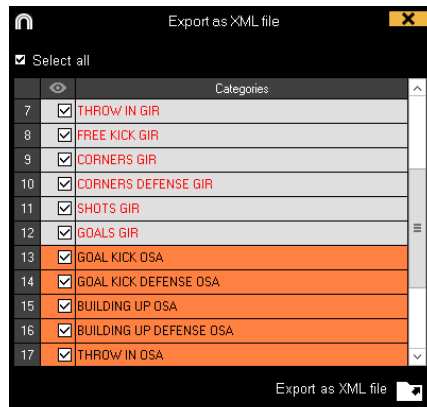 Export as XML file
Select all
Categories
7 THROW IN GIR
8 FREE KICK GIR
9 CORNERS GIR
10 CORNERS DEFENSE GIR
11 SHOTS GIR
12 GOALS GIR
13 GOAL KICK OSA
14 GOAL KICK DEFENSE OSA
15 BUILDING UP OSA
16 BUILDING UP DEFENSE OSA
17 THROW IN OSA
Export as XML file